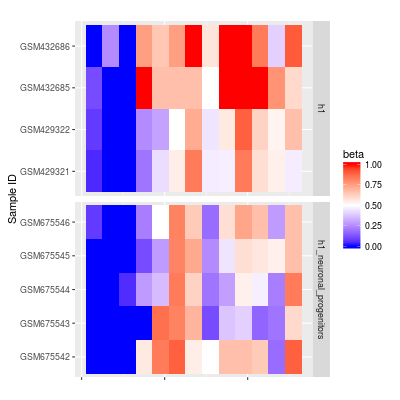 Sample ID
GSM432686
GSM432685
GSM429322
GSM429321
h1
GSM675546
GSM675545
GSM675544
GSM675543
GSM675542
h1_neuronal_progenitors
beta
1.00
0.75
0.50
0.25
0.00